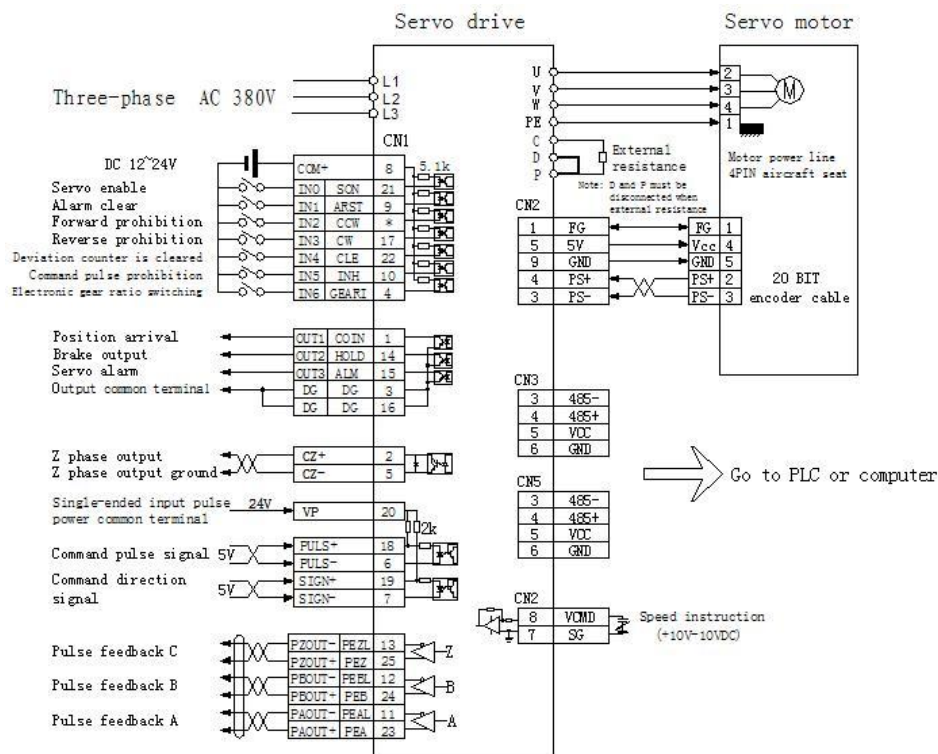 Servo drive
Servo motor
Three-phase AC 380V
L1
L2
L3
U
V
W
PE
C
D
P
2
3
4
1
M
External
resistance
Note: D and P must be
disconnected when
external resistance
Motor power line
4PIN aircraft seat
CN1
DC 12~24V
COM+ 8 5.1k
Servo enable IN0 SON 21
Alarm clear IN1 ARST 9
Forward prohibition IN2 CCW *
Reverse prohibition IN3 CW 17
Deviation counter is cleared IN4 CLE 22
Command pulse prohibition IN5 INH 10
Electronic gear ratio switching IN6 GEAR1 4
CN2
1 FG FG 1
5 5V Vcc 4
9 GND GND 5
4 PS+ PS+ 2
3 PS- PS- 3
20 BIT
encoder cable
Position arrival OUT1 COIN 1
Brake output OUT2 HOLD 14
Servo alarm OUT3 ALM 15
Output common terminal DG DG 3
DG DG 16
CN3
3 485-
4 485+
5 VCC
6 GND
Z phase output CZ+ 2
Z phase output ground CZ- 5
Go to PLC or computer
CN5
3 485-
4 485+
5 VCC
6 GND
Single-ended input pulse
power common terminal
24V VP 20
2k
Command pulse signal 5V PULS+ 18
PULS- 6
Command direction
signal
5V SIGN+ 19
SIGN- 7
CN2
8 VCMD
7 SG
Speed instruction
(+10V-10VDC)
Pulse feedback C PZOUT- PEZL 13 Z
PZOUT+ PEZ 25
Pulse feedback B PBOUT- PEBL 12 B
PBOUT+ PEB 24
Pulse feedback A PAOUT- PEAL 11 A
PAOUT+ PEA 23